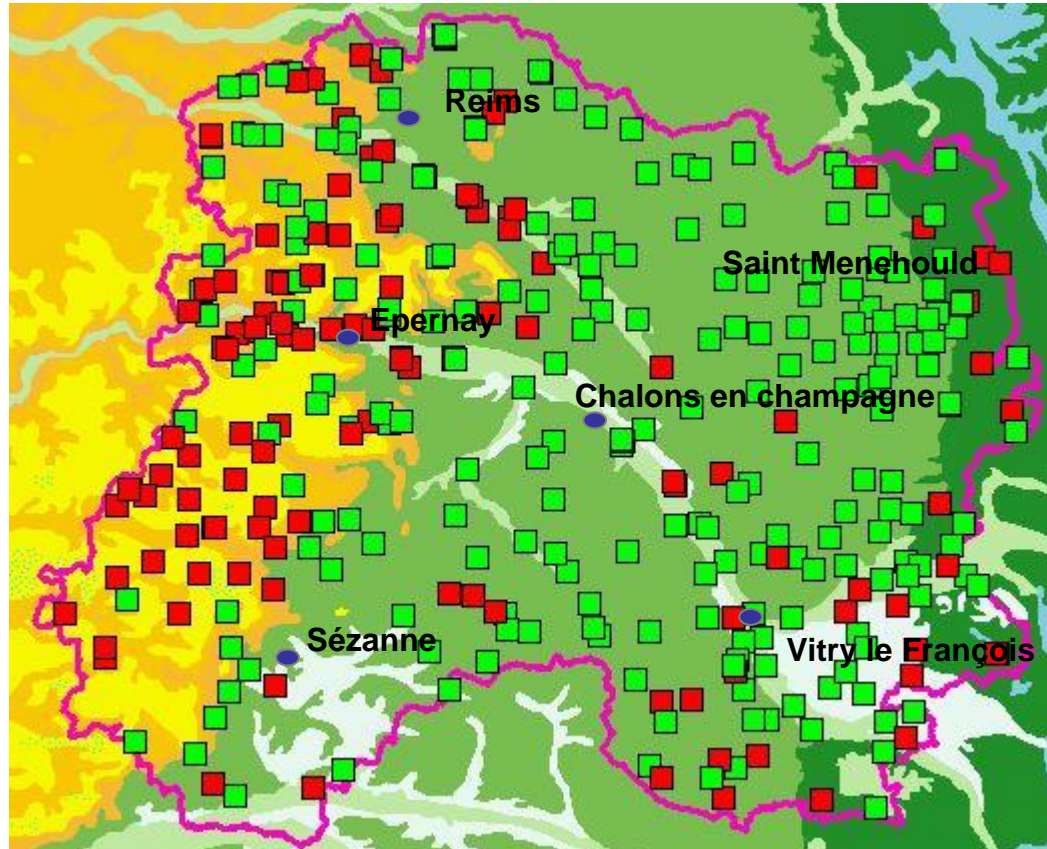 Reims
Saint Menehould
Epernay
Chalons en champagne
Sézanne
Vitry le François